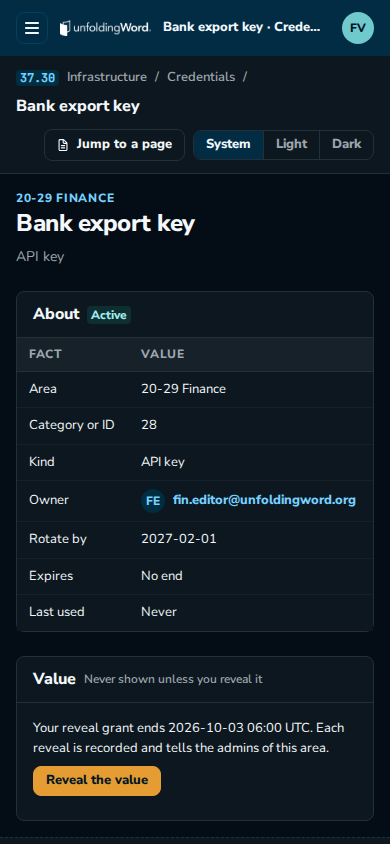 unfoldingWord. Bank export key · Crede... FV
37.30 Infrastructure / Credentials /
Bank export key
Jump to a page System Light Dark
20-29 FINANCE
Bank export key
API key
About Active
FACT VALUE
Area 20-29 Finance
Category or ID 28
Kind API key
Owner FE fin.editor@unfoldingword.org
Rotate by 2027-02-01
Expires No end
Last used Never
Value Never shown unless you reveal it
Your reveal grant ends 2026-10-03 06:00 UTC. Each
reveal is recorded and tells the admins of this area.
Reveal the value